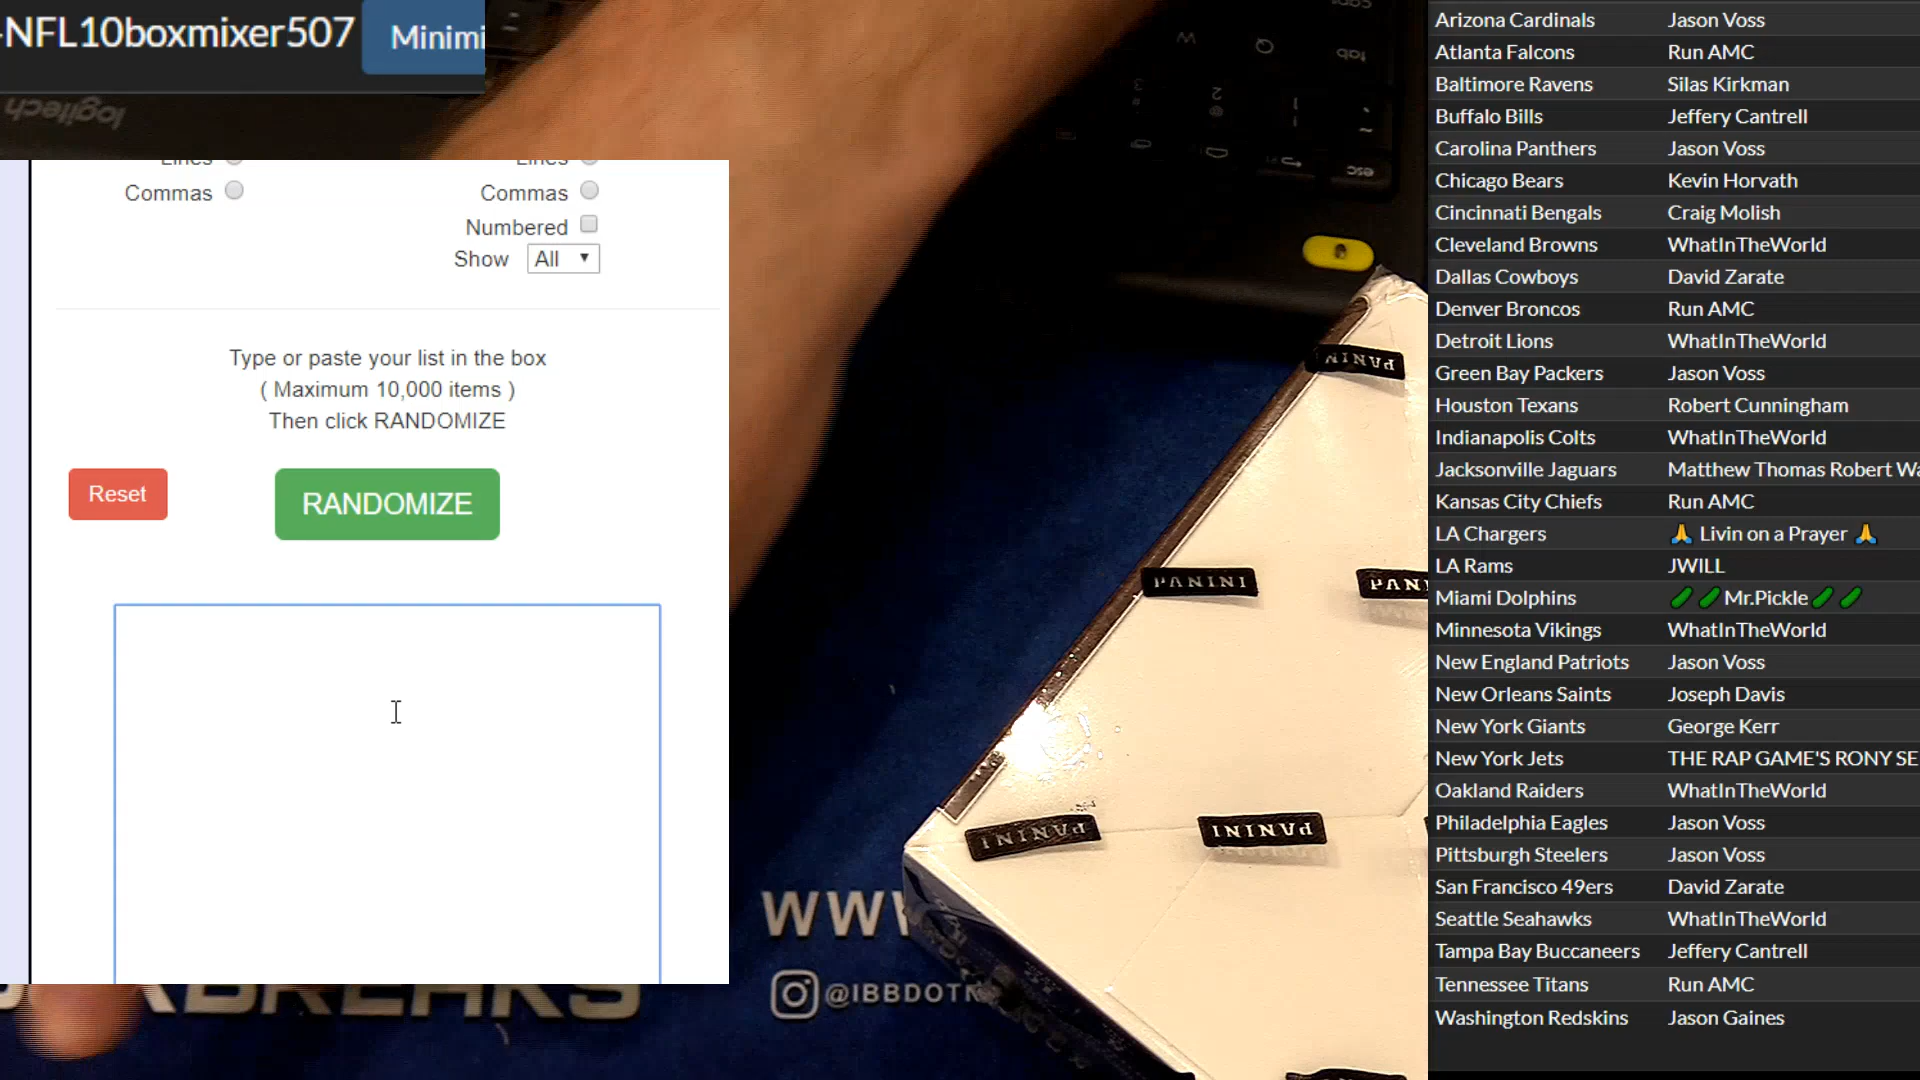 -NFL10boxmixer507
Minimi
logitech
Commas
Commas
Numbered
Show All
Type or paste your list in the box
( Maximum 10,000 items )
Then click RANDOMIZE
Reset
RANDOMIZE
PANINI
PANINI
PANINI
PANINI
WWW
@IBBDOTN
Arizona Cardinals Jason Voss
Atlanta Falcons Run AMC
Baltimore Ravens Silas Kirkman
Buffalo Bills Jeffery Cantrell
Carolina Panthers Jason Voss
Chicago Bears Kevin Horvath
Cincinnati Bengals Craig Molish
Cleveland Browns WhatInTheWorld
Dallas Cowboys David Zarate
Denver Broncos Run AMC
Detroit Lions WhatInTheWorld
Green Bay Packers Jason Voss
Houston Texans Robert Cunningham
Indianapolis Colts WhatInTheWorld
Jacksonville Jaguars Matthew Thomas Robert Wa
Kansas City Chiefs Run AMC
LA Chargers 🙏 Livin on a Prayer 🙏
LA Rams JWILL
Miami Dolphins 🥒🥒Mr.Pickle🥒🥒
Minnesota Vikings WhatInTheWorld
New England Patriots Jason Voss
New Orleans Saints Joseph Davis
New York Giants George Kerr
New York Jets THE RAP GAME'S RONY SE
Oakland Raiders WhatInTheWorld
Philadelphia Eagles Jason Voss
Pittsburgh Steelers Jason Voss
San Francisco 49ers David Zarate
Seattle Seahawks WhatInTheWorld
Tampa Bay Buccaneers Jeffery Cantrell
Tennessee Titans Run AMC
Washington Redskins Jason Gaines